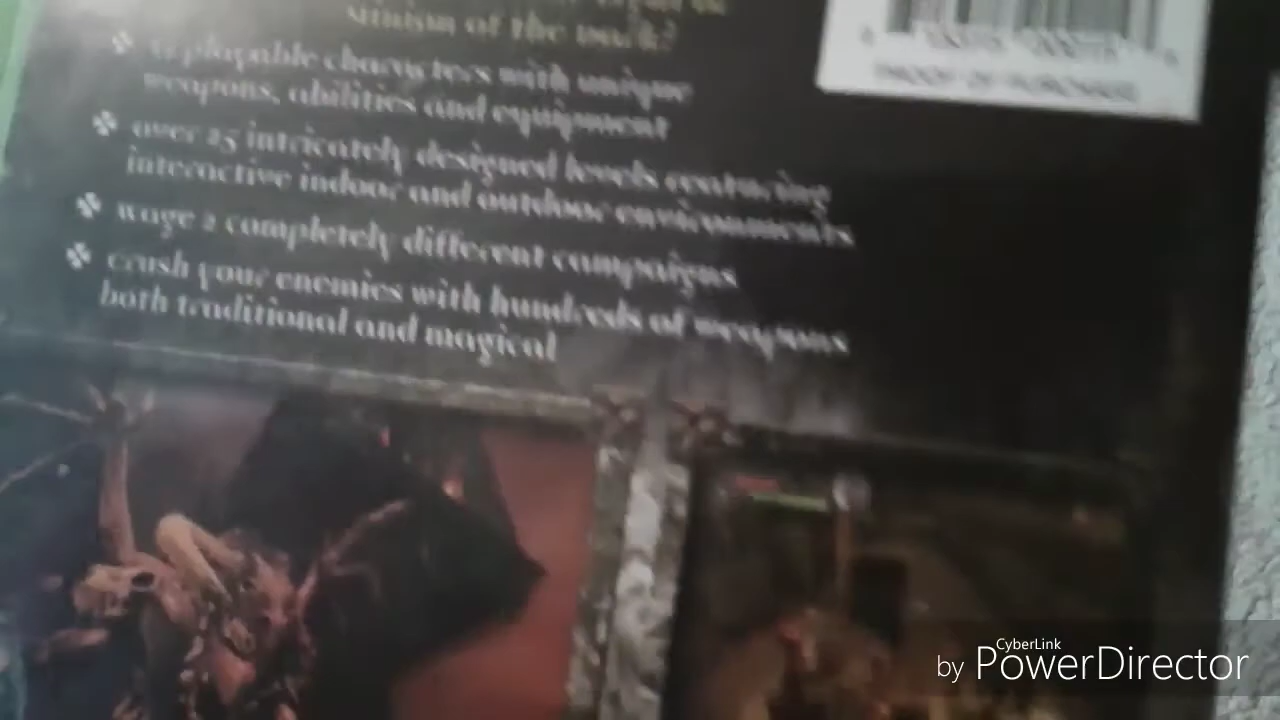 minion of the dark?
playable characters with unique
weapons, abilities and equipment
over 25 intricately designed levels featuring
interactive indoor and outdoor environments
wage 2 completely different campaigns
crush your enemies with hundreds of weapons
both traditional and magical
PROOF OF PURCHASE
CyberLink
by PowerDirector